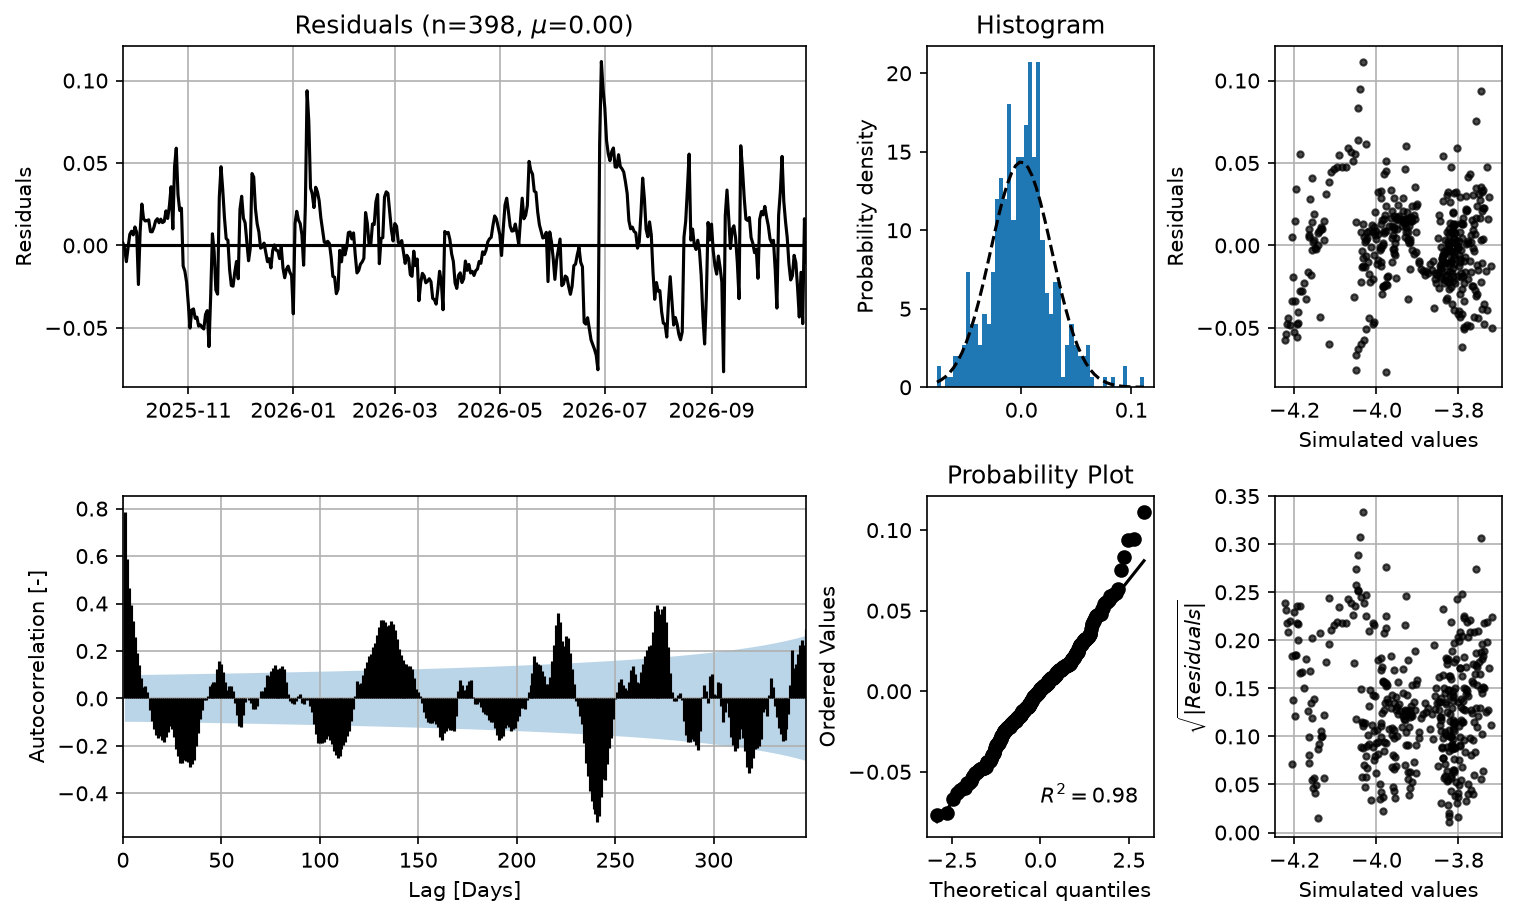 Residuals (n=398, μ=0.00)
Residuals
0.10
0.05
0.00
−0.05
2025-11 2026-01 2026-03 2026-05 2026-07 2026-09
Histogram
Probability density
20
15
10
5
0
0.0 0.1
Residuals
0.10
0.05
0.00
−0.05
−4.2 −4.0 −3.8
Simulated values
Autocorrelation [-]
0.8
0.6
0.4
0.2
0.0
−0.2
−0.4
0 50 100 150 200 250 300
Lag [Days]
Probability Plot
Ordered Values
0.10
0.05
0.00
−0.05
R² = 0.98
−2.5 0.0 2.5
Theoretical quantiles
√|Residuals|
0.35
0.30
0.25
0.20
0.15
0.10
0.05
0.00
−4.2 −4.0 −3.8
Simulated values